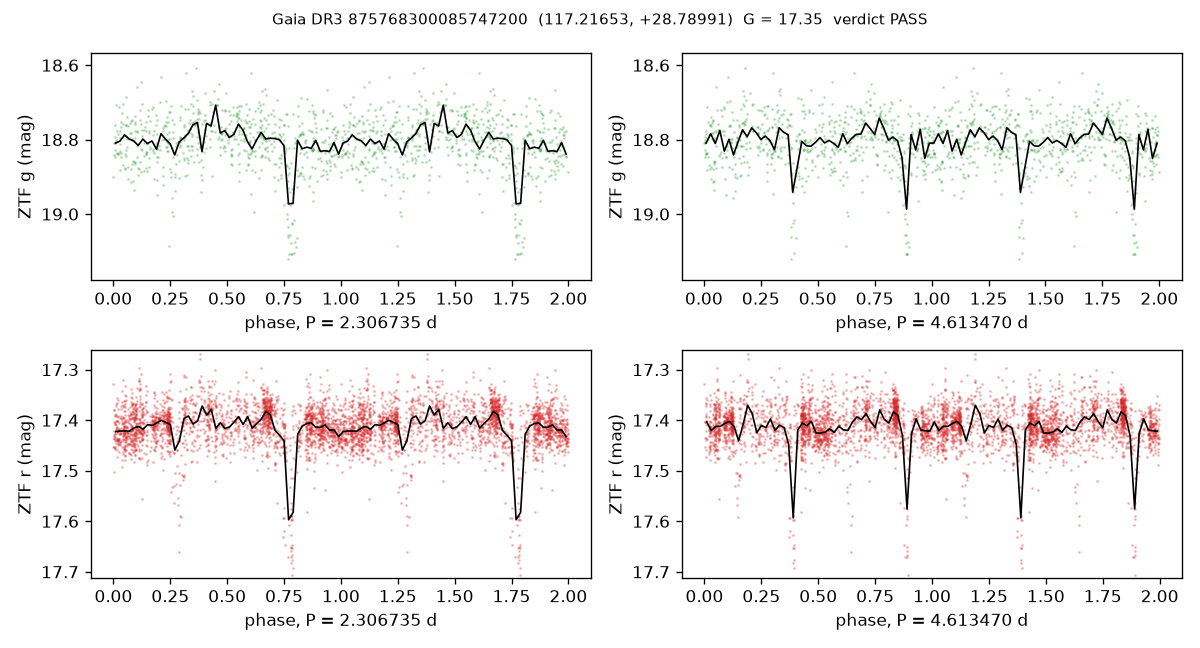 Gaia DR3 875768300085747200 (117.21653, +28.78991) G = 17.35 verdict PASS
ZTF g (mag)
18.6
18.8
19.0
0.00 0.25 0.50 0.75 1.00 1.25 1.50 1.75 2.00
phase, P = 2.306735 d
ZTF g (mag)
18.6
18.8
19.0
0.00 0.25 0.50 0.75 1.00 1.25 1.50 1.75 2.00
phase, P = 4.613470 d
ZTF r (mag)
17.3
17.4
17.5
17.6
17.7
0.00 0.25 0.50 0.75 1.00 1.25 1.50 1.75 2.00
phase, P = 2.306735 d
ZTF r (mag)
17.3
17.4
17.5
17.6
17.7
0.00 0.25 0.50 0.75 1.00 1.25 1.50 1.75 2.00
phase, P = 4.613470 d